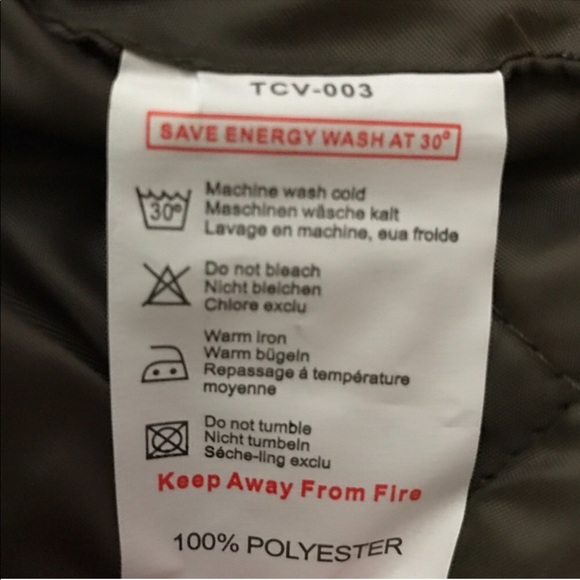 TCV-003
SAVE ENERGY WASH AT 30°
30°
Machine wash cold
Maschinen wäsche kalt
Lavage en machine, eua froide
Do not bleach
Nicht bleichen
Chlore exclu
Warm iron
Warm bügeln
Repassage á température
moyenne
Do not tumble
Nicht tumbeln
Séche-ling exclu
Keep Away From Fire
100% POLYESTER